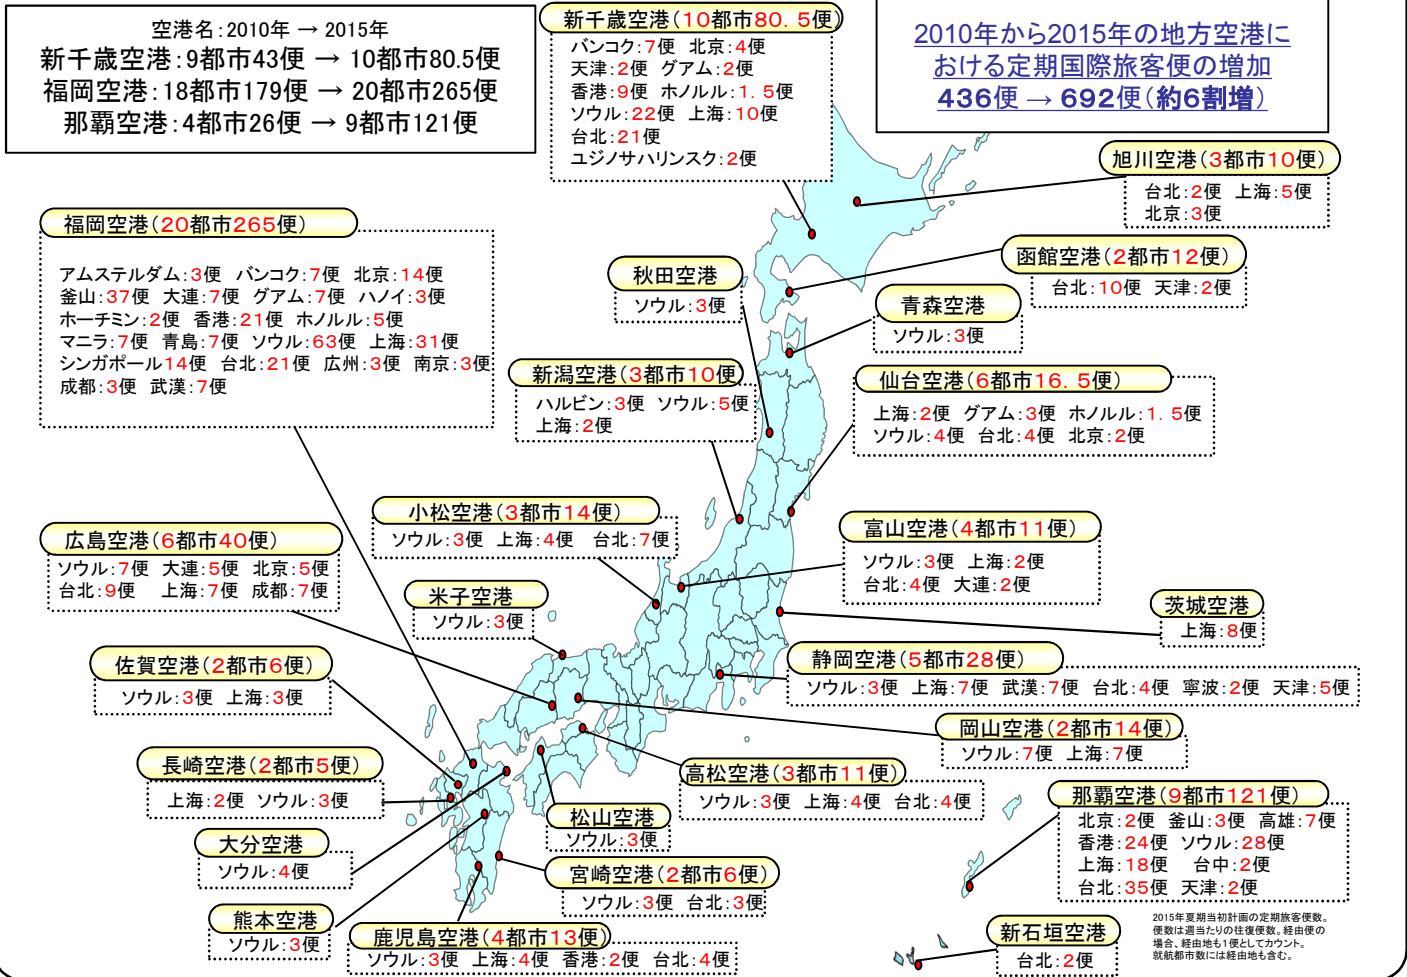 空港名：2010年 → 2015年
新千歳空港：9都市43便 → 10都市80.5便
福岡空港：18都市179便 → 20都市265便
那覇空港：4都市26便 → 9都市121便
新千歳空港（10都市80．5便）
バンコク：7便 北京：4便
天津：2便 グアム：2便
香港：9便 ホノルル：1．5便
ソウル：22便 上海：10便
台北：21便
ユジノサハリンスク：2便
2010年から2015年の地方空港に
おける定期国際旅客便の増加
436便 → 692便（約6割増）
旭川空港（3都市10便）
台北：2便 上海：5便
北京：3便
福岡空港（20都市265便）
アムステルダム：3便 バンコク：7便 北京：14便
釜山：37便 大連：7便 グアム：7便 ハノイ：3便
ホーチミン：2便 香港：21便 ホノルル：5便
マニラ：7便 青島：7便 ソウル：63便 上海：31便
シンガポール14便 台北：21便 広州：3便 南京：3便
成都：3便 武漢：7便
函館空港（2都市12便）
台北：10便 天津：2便
秋田空港
ソウル：3便
青森空港
ソウル：3便
新潟空港（3都市10便）
ハルビン：3便 ソウル：5便
上海：2便
仙台空港（6都市16．5便）
上海：2便 グアム：3便 ホノルル：1．5便
ソウル：4便 台北：4便 北京：2便
小松空港（3都市14便）
ソウル：3便 上海：4便 台北：7便
富山空港（4都市11便）
ソウル：3便 上海：2便
台北：4便 大連：2便
広島空港（6都市40便）
ソウル：7便 大連：5便 北京：5便
台北：9便 上海：7便 成都：7便
米子空港
ソウル：3便
茨城空港
上海：8便
佐賀空港（2都市6便）
ソウル：3便 上海：3便
静岡空港（5都市28便）
ソウル：3便 上海：7便 武漢：7便 台北：4便 寧波：2便 天津：5便
岡山空港（2都市14便）
ソウル：7便 上海：7便
長崎空港（2都市5便）
上海：2便 ソウル：3便
高松空港（3都市11便）
ソウル：3便 上海：4便 台北：4便
那覇空港（9都市121便）
北京：2便 釜山：3便 高雄：7便
香港：24便 ソウル：28便
上海：18便 台中：2便
台北：35便 天津：2便
松山空港
ソウル：3便
大分空港
ソウル：4便
宮崎空港（2都市6便）
ソウル：3便 台北：3便
熊本空港
ソウル：3便
鹿児島空港（4都市13便）
ソウル：3便 上海：4便 香港：2便 台北：4便
新石垣空港
台北：2便
2015年夏期当初計画の定期旅客便数。
便数は週当たりの往復便数。経由便の
場合、経由地も1便としてカウント。
就航都市数には経由地も含む。